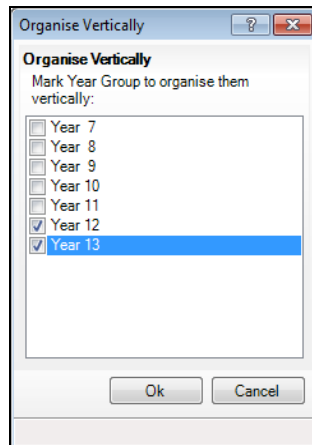 Organise Vertically
?
Organise Vertically
Mark Year Group to organise them
vertically:
Year 7
Year 8
Year 9
Year 10
Year 11
Year 12
Year 13
Ok
Cancel